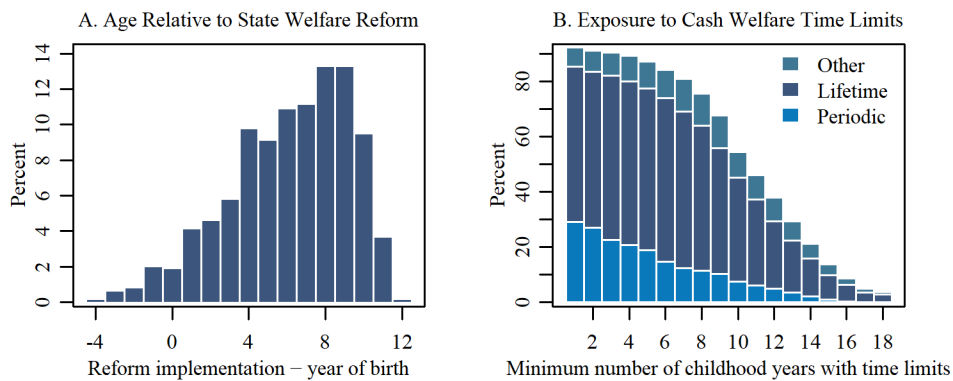 A. Age Relative to State Welfare Reform
Percent
14
12
10
8
6
4
2
0
-4 0 4 8 12
Reform implementation − year of birth
B. Exposure to Cash Welfare Time Limits
Percent
80
60
40
20
0
Other
Lifetime
Periodic
2 4 6 8 10 12 14 16 18
Minimum number of childhood years with time limits